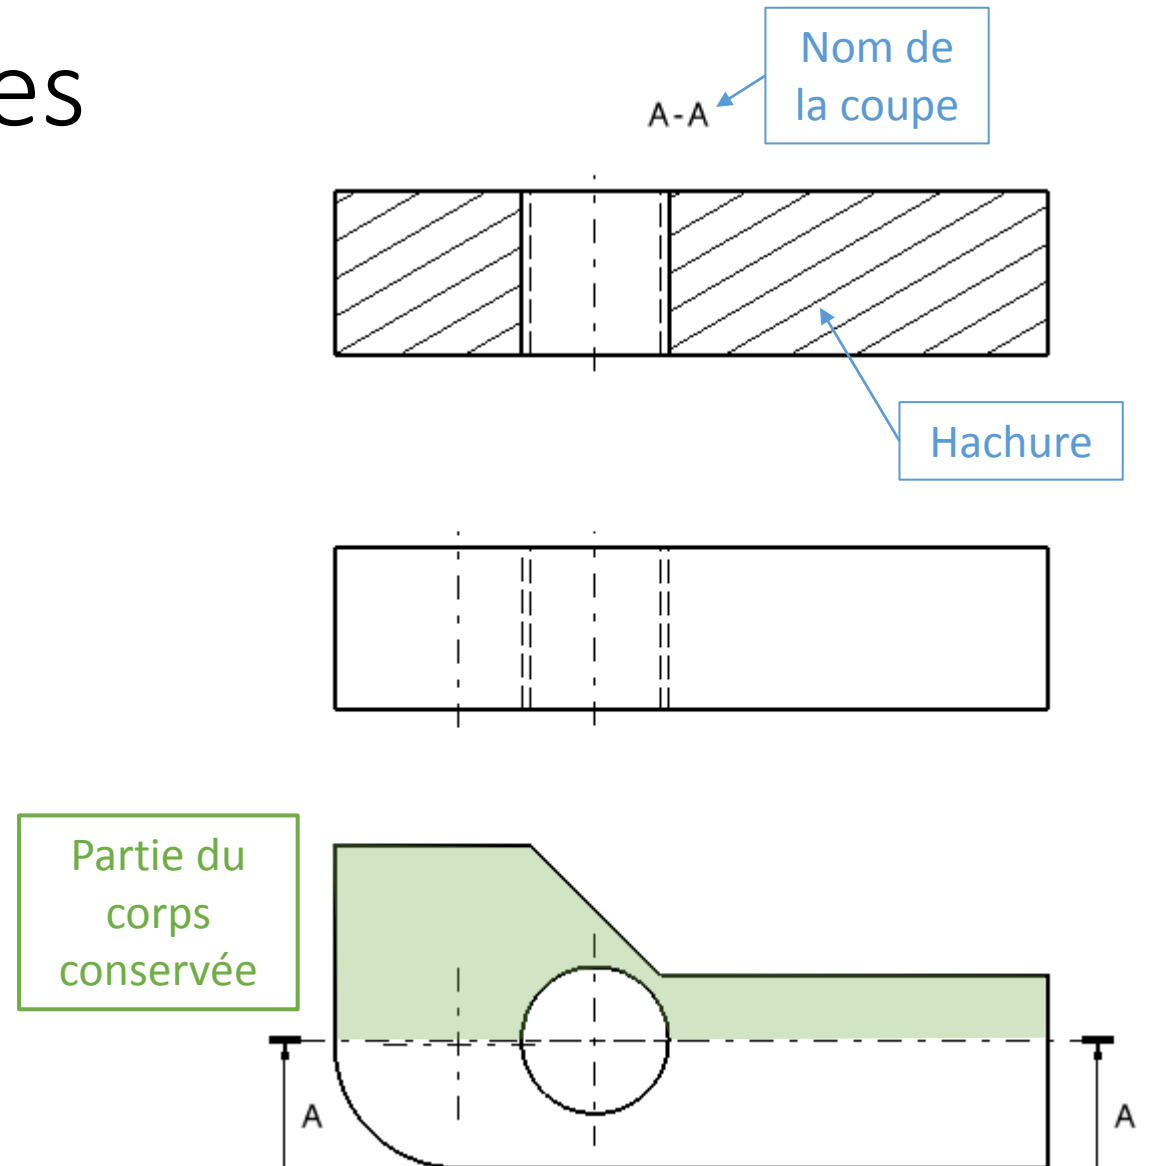 es
Nom de
la coupe
A-A
Hachure
Partie du
corps
conservée
A
A